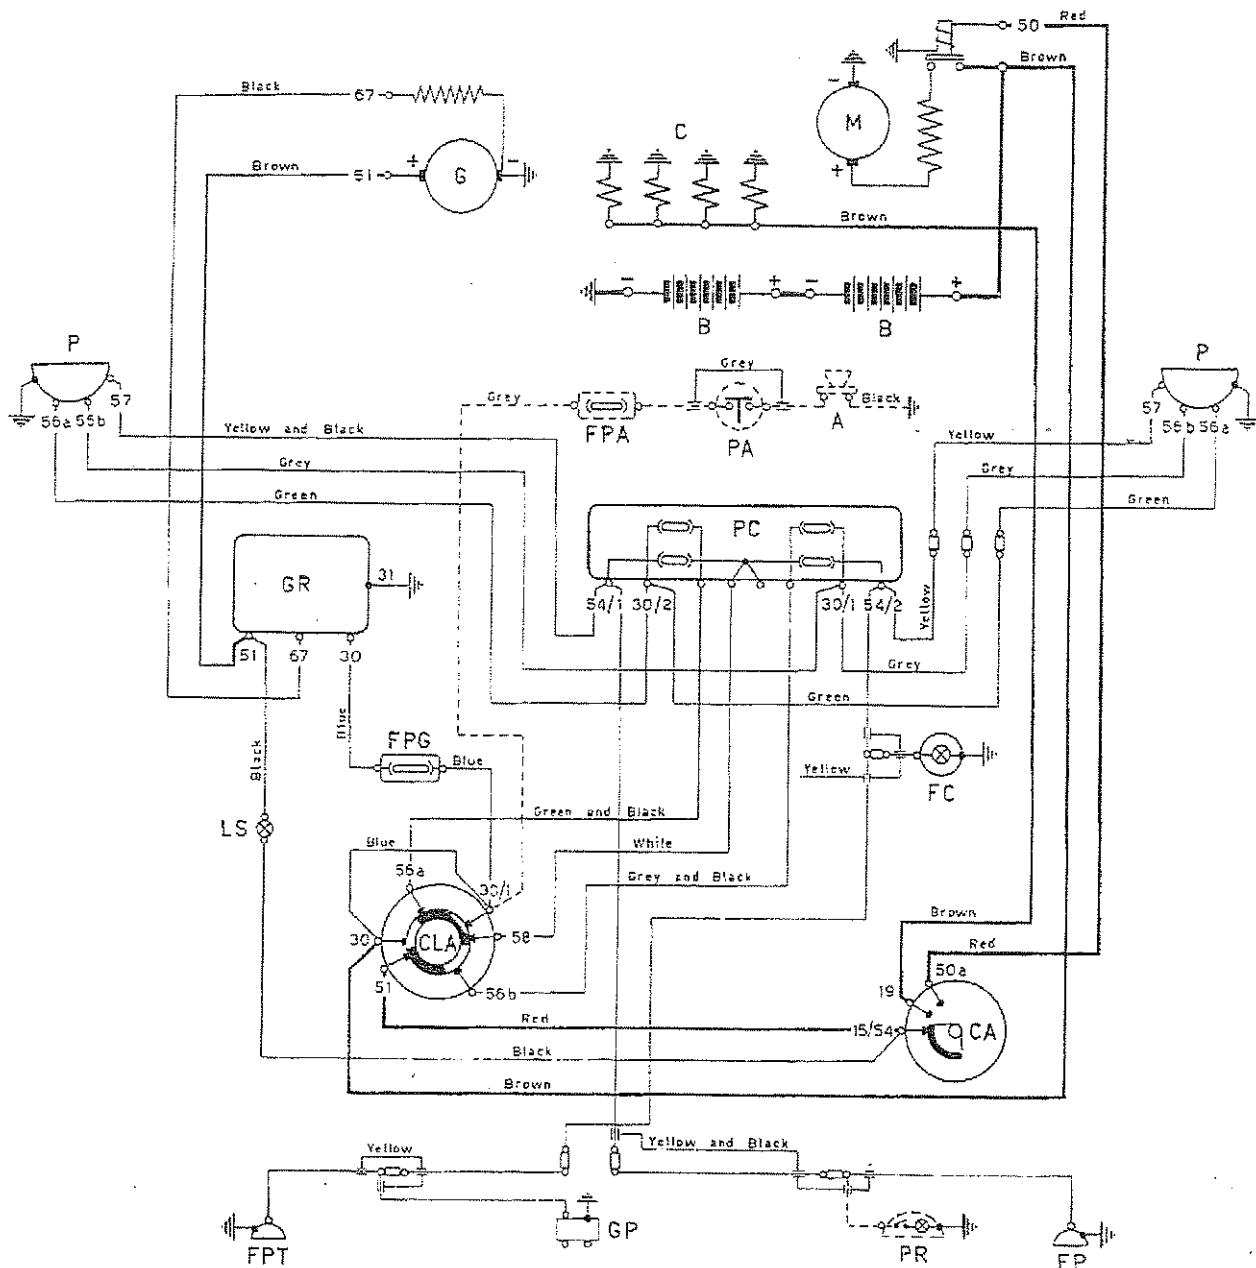 50 Red
Brown
Black 67
M
-
+
C
Brown 51 + G -
Brown
- + - +
B B
P
57
56a 56b
Yellow and Black
Grey
Green
Grey
Grey
FPA PA A Black
P
57
56b 56a
Yellow
Grey
Green
PC
54/1 30/2 30/1 54/2
Yellow
Grey
Green
GR 31
51 67 30
Blue
Black
FPG
Blue
Yellow
FC
LS
Green and Black
White
Grey and Black
Blue
56a
30/1
30 CLA 58
51 56b
Brown
Red
50a
19
15/54 CA
Red
Black
Brown
Yellow
Yellow and Black
FPT GP PR FP